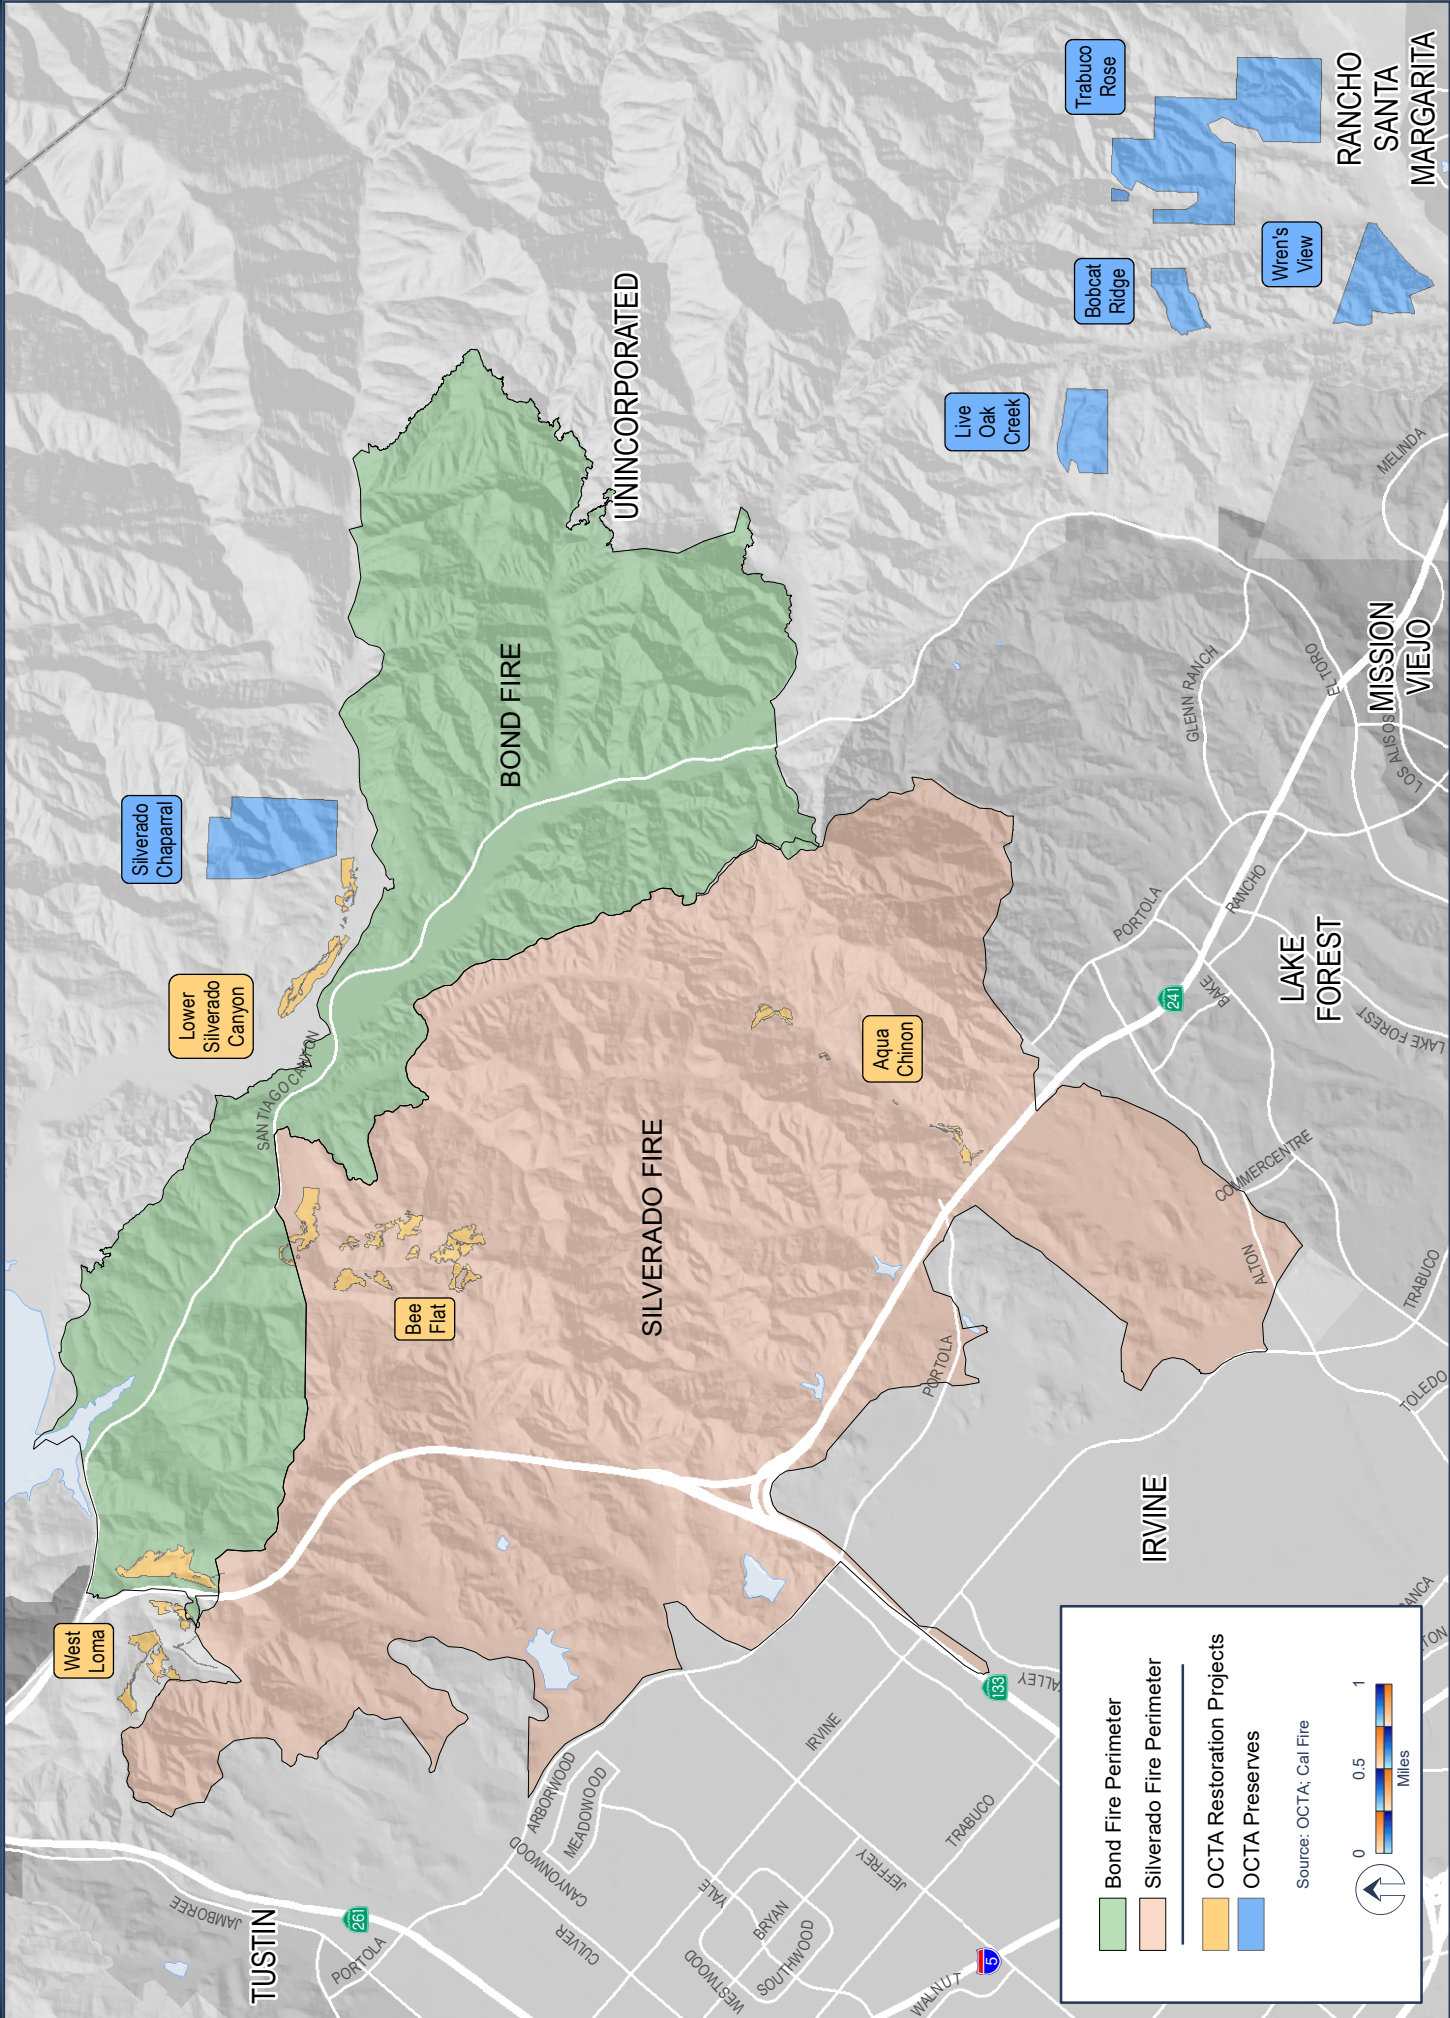 West
Loma
Silverado
Chaparral
Lower
Silverado
Canyon
JAMBOREE
TUSTIN
SANTIAGO CANYON
261
PORTOLA
Bee
Flat
BOND FIRE
ARBORWOOD
MEADOWOOD
CANYONWOOD
CULVER
UNINCORPORATED
SILVERADO FIRE
YALE
WESTWOOD
BRYAN
SOUTHWOOD
IRVINE
JEFFREY
Aqua
Chinon
WALNUT
TRABUCO
PORTOLA
Live
Oak
Creek
5
133
VALLEY
Trabuco
Rose
Bobcat
Ridge
PORTOLA
IRVINE
241
GLENN RANCH
BAKE
RANCHO
ALTON
COMMERCENTRE
Wren's
View
LAKE
FOREST
EL TORO
RANCHO
SANTA
MARGARITA
MISSION
VIEJO
LOS ALISOS
MELINDA
LAKE FOREST
TRABUCO
TOLEDO
ANCA
TON
Bond Fire Perimeter
Silverado Fire Perimeter
OCTA Restoration Projects
OCTA Preserves
Source: OCTA; Cal Fire
0 0.5 1
Miles